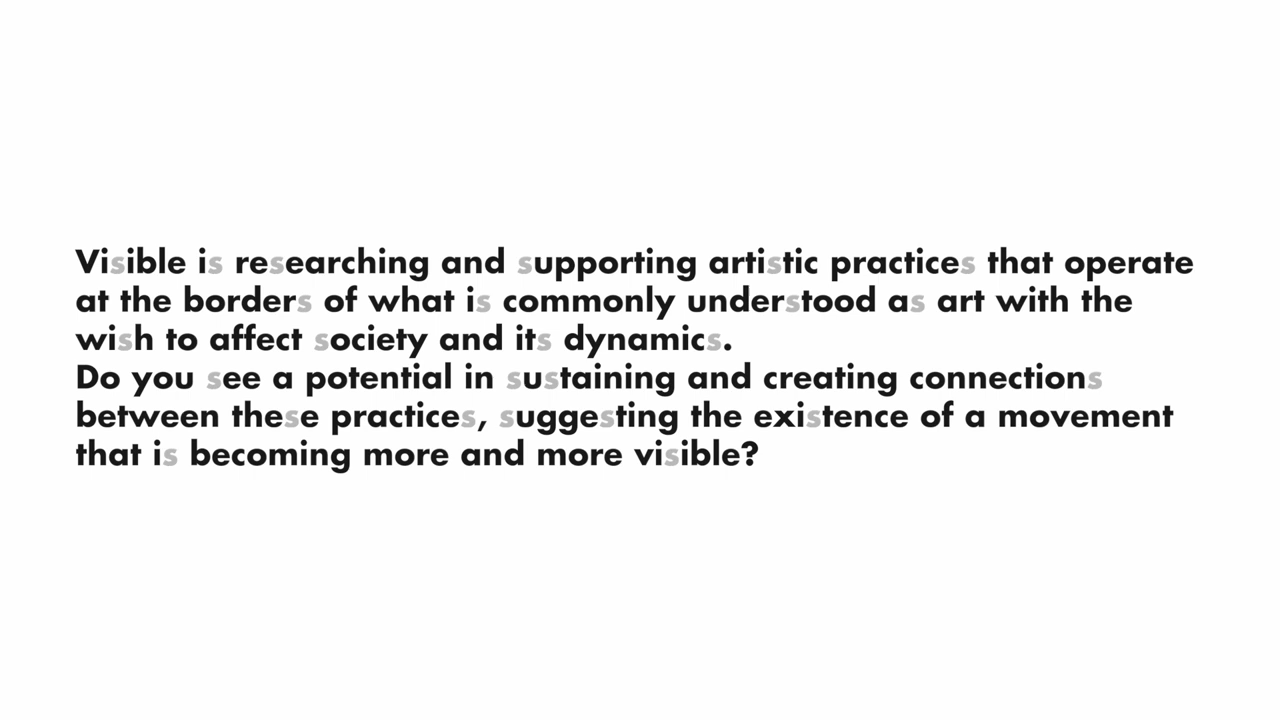 Visible is researching and supporting artistic practices that operate
at the borders of what is commonly understood as art with the
wish to affect society and its dynamics.
Do you see a potential in sustaining and creating connections
between these practices, suggesting the existence of a movement
that is becoming more and more visible?